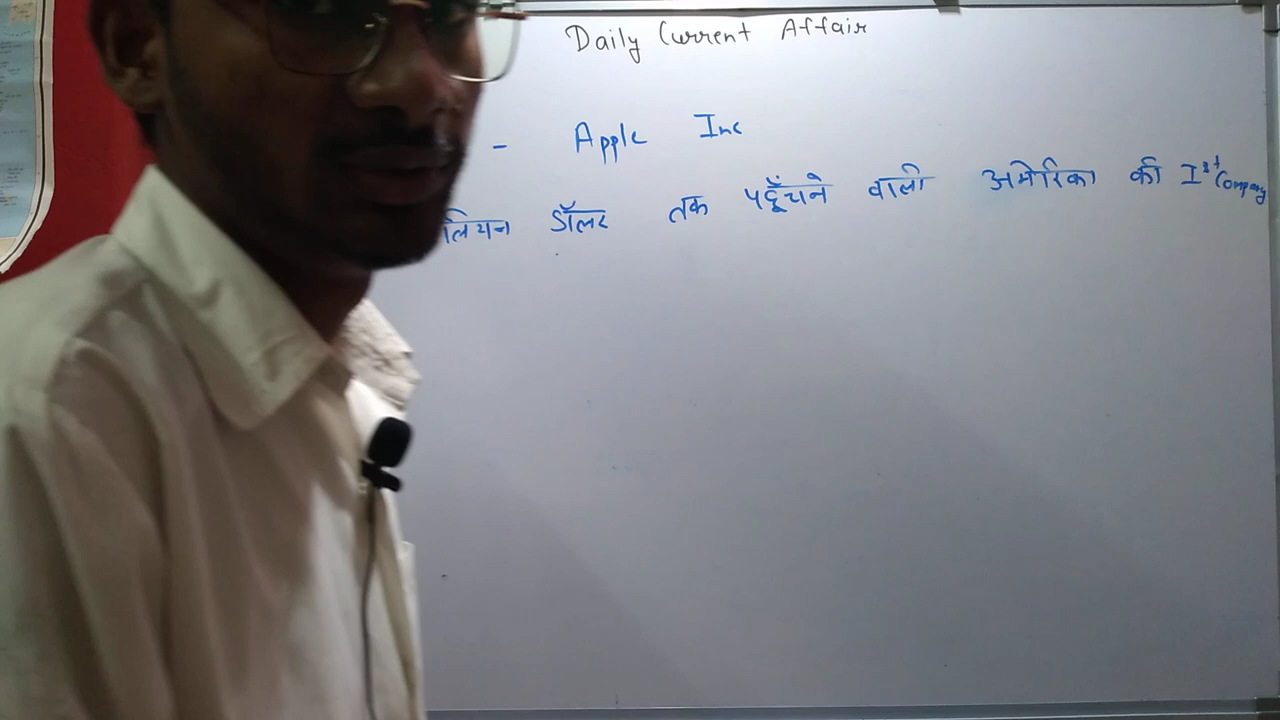 Daily Current Affair
- Apple Inc
डॉलर तक पहूँचने वाली अमेरिका की Ist Company